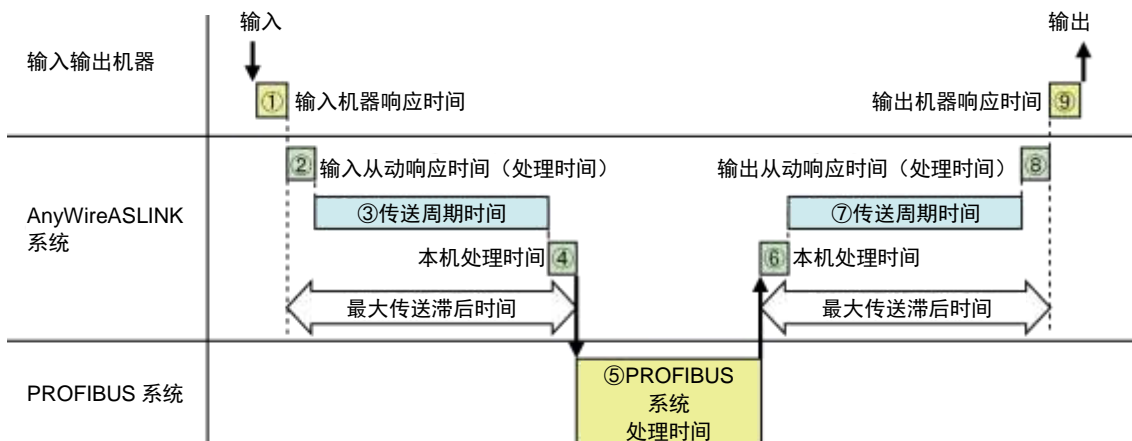 输入
输出
输入输出机器
① 输入机器响应时间
输出机器响应时间 ⑨
② 输入从动响应时间（处理时间）
输出从动响应时间（处理时间） ⑧
AnyWireASLINK
系统
③传送周期时间
⑦传送周期时间
本机处理时间 ④
⑥ 本机处理时间
最大传送滞后时间
最大传送滞后时间
PROFIBUS 系统
⑤PROFIBUS
系统
处理时间